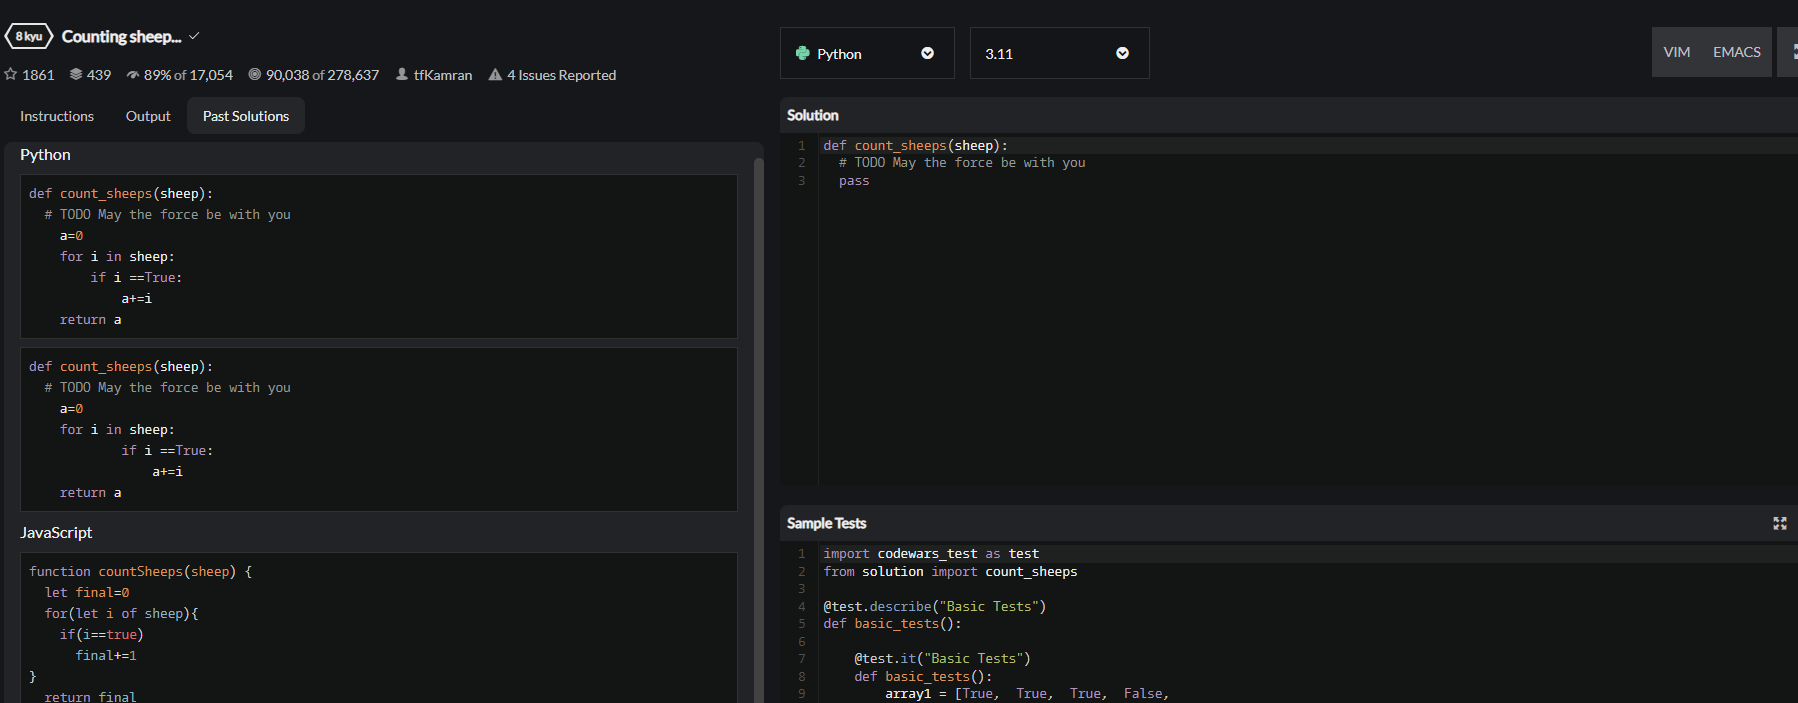 8 kyu Counting sheep...
1861 439 89% of 17,054 90,038 of 278,637 tfKamran 4 Issues Reported
Instructions Output Past Solutions
Python
def count_sheeps(sheep):
  # TODO May the force be with you
    a=0
    for i in sheep:
        if i ==True:
            a+=i
    return a
def count_sheeps(sheep):
  # TODO May the force be with you
    a=0
    for i in sheep:
            if i ==True:
                a+=i
    return a
JavaScript
function countSheeps(sheep) {
  let final=0
  for(let i of sheep){
    if(i==true)
      final+=1
}
  return final
Python 3.11 VIM EMACS
Solution
1 def count_sheeps(sheep):
2   # TODO May the force be with you
3   pass
Sample Tests
1 import codewars_test as test
2 from solution import count_sheeps
3
4 @test.describe("Basic Tests")
5 def basic_tests():
6
7     @test.it("Basic Tests")
8     def basic_tests():
9         array1 = [True,  True,  True,  False,